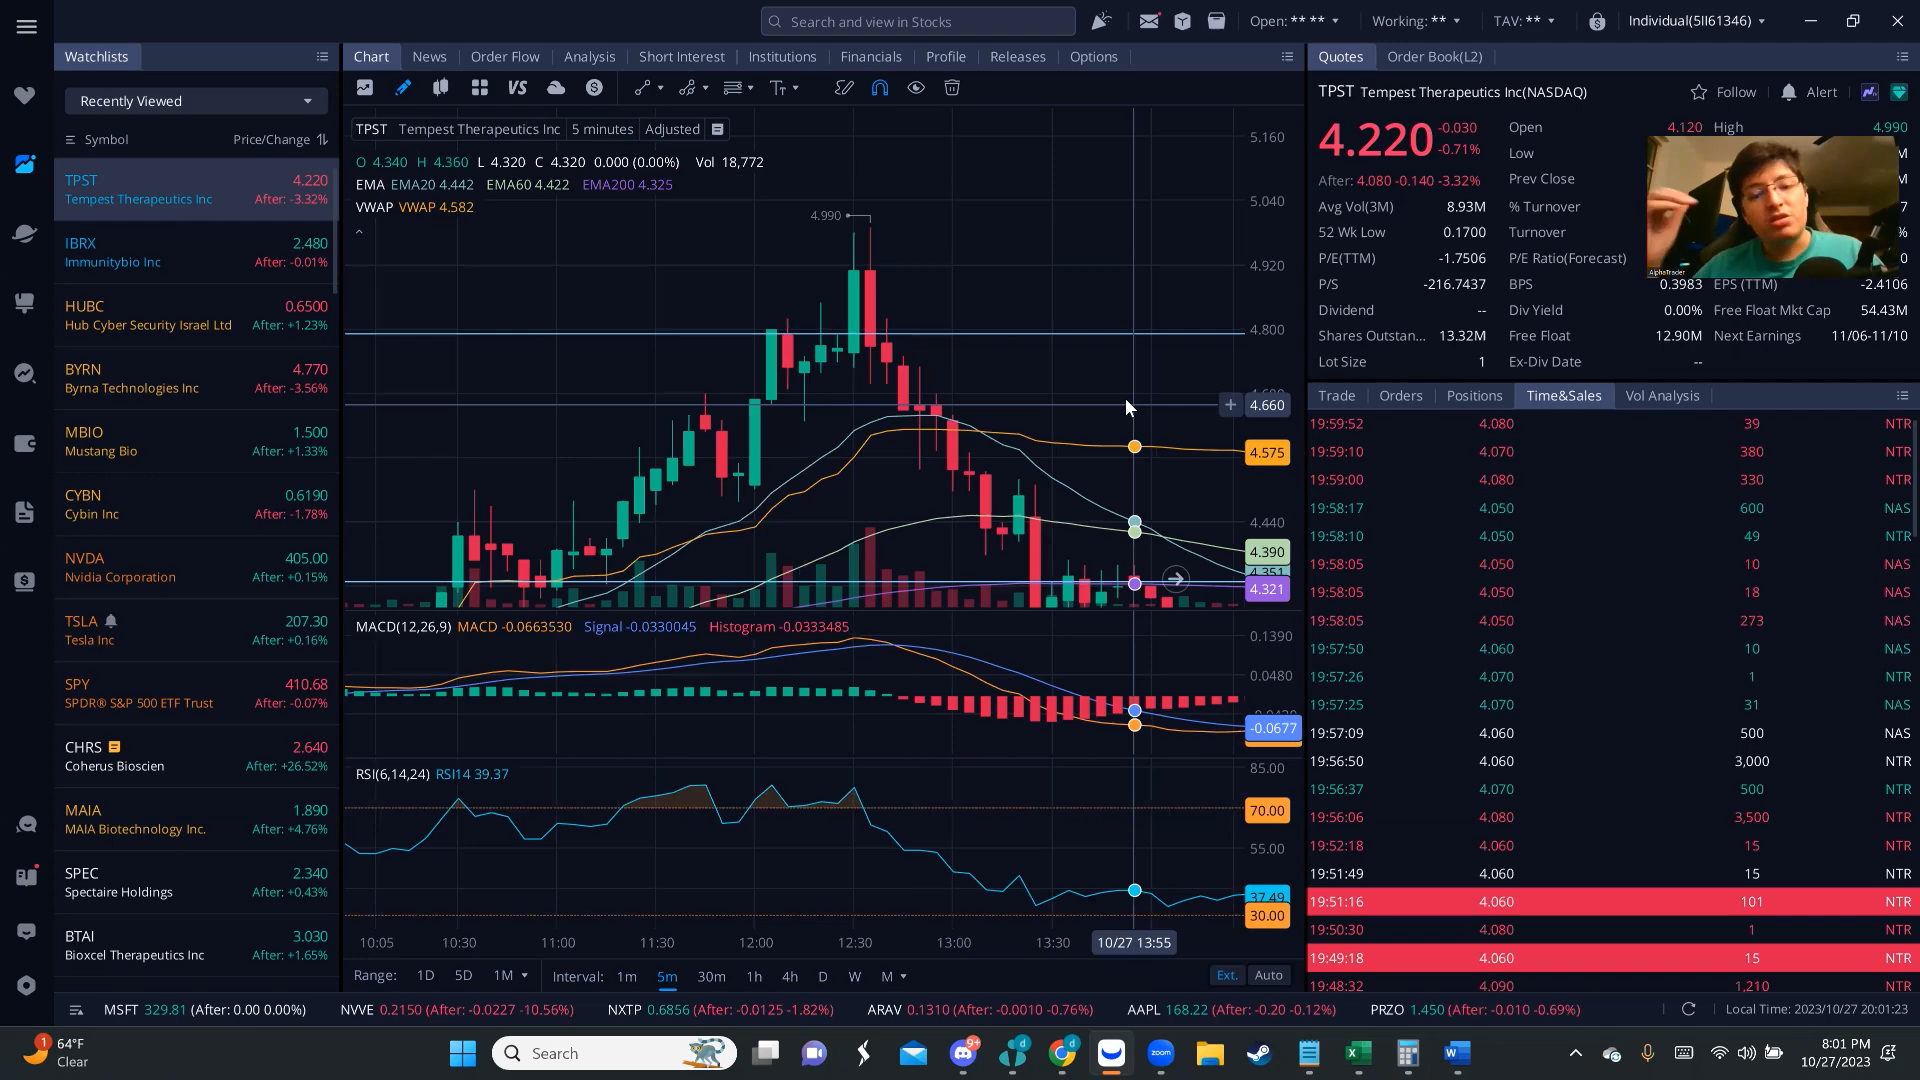 Search and view in Stocks
Open: ** **
Working: **
TAV: **
Individual(5II61346)
Watchlists
Recently Viewed
Symbol Price/Change
TPST 4.220
Tempest Therapeutics Inc After: -3.32%
IBRX 2.480
Immunitybio Inc After: -0.01%
HUBC 0.6500
Hub Cyber Security Israel Ltd After: +1.23%
BYRN 4.770
Byrna Technologies Inc After: -3.56%
MBIO 1.500
Mustang Bio After: +1.33%
CYBN 0.6190
Cybin Inc After: -1.78%
NVDA 405.00
Nvidia Corporation After: +0.15%
TSLA 207.30
Tesla Inc After: +0.16%
SPY 410.68
SPDR® S&P 500 ETF Trust After: -0.07%
CHRS 2.640
Coherus Bioscien After: +26.52%
MAIA 1.890
MAIA Biotechnology Inc. After: +4.76%
SPEC 2.340
Spectaire Holdings After: +0.43%
BTAI 3.030
Bioxcel Therapeutics Inc After: +1.65%
Chart News Order Flow Analysis Short Interest Institutions Financials Profile Releases Options
VS
Tт
TPST Tempest Therapeutics Inc 5 minutes Adjusted
O 4.340 H 4.360 L 4.320 C 4.320 0.000 (0.00%) Vol 18,772
EMA EMA20 4.442 EMA60 4.422 EMA200 4.325
VWAP VWAP 4.582
4.990
5.160
5.040
4.920
4.800
4.660
4.575
4.440
4.390
4.351
4.321
MACD(12,26,9) MACD -0.0663530 Signal -0.0330045 Histogram -0.0333485
0.1390
0.0480
-0.0677
RSI(6,14,24) RSI14 39.37
85.00
70.00
55.00
37.49
30.00
10:05 10:30 11:00 11:30 12:00 12:30 13:00 13:30 10/27 13:55
Range: 1D 5D 1M Interval: 1m 5m 30m 1h 4h D W M Ext. Auto
Quotes Order Book(L2)
TPST Tempest Therapeutics Inc(NASDAQ) Follow Alert
4.220 -0.030
-0.71%
After: 4.080 -0.140 -3.32%
Open 4.120 High 4.990
Low M
Prev Close M
Avg Vol(3M) 8.93M % Turnover 7
52 Wk Low 0.1700 Turnover %
P/E(TTM) -1.7506 P/E Ratio(Forecast) 0
P/S -216.7437 BPS 0.3983 EPS (TTM) -2.4106
Dividend -- Div Yield 0.00% Free Float Mkt Cap 54.43M
Shares Outstan... 13.32M Free Float 12.90M Next Earnings 11/06-11/10
Lot Size 1 Ex-Div Date --
AlphaTrader
Trade Orders Positions Time&Sales Vol Analysis
19:59:52 4.080 39 NTR
19:59:10 4.070 380 NTR
19:59:00 4.080 330 NTR
19:58:17 4.050 600 NAS
19:58:10 4.050 49 NTR
19:58:05 4.050 10 NAS
19:58:05 4.050 18 NAS
19:58:05 4.050 273 NAS
19:57:50 4.060 10 NAS
19:57:26 4.070 1 NTR
19:57:25 4.070 31 NAS
19:57:09 4.060 500 NAS
19:56:50 4.060 3,000 NTR
19:56:37 4.070 500 NTR
19:56:06 4.080 3,500 NTR
19:52:18 4.060 15 NTR
19:51:49 4.060 15 NTR
19:51:16 4.060 101 NTR
19:50:30 4.080 1 NTR
19:49:18 4.060 15 NTR
19:48:32 4.090 1,210 NTR
MSFT 329.81 (After: 0.00 0.00%) NVVE 0.2150 (After: -0.0227 -10.56%) NXTP 0.6856 (After: -0.0125 -1.82%) ARAV 0.1310 (After: -0.0010 -0.76%) AAPL 168.22 (After: -0.20 -0.12%) PRZO 1.450 (After: -0.010 -0.69%) Local Time: 2023/10/27 20:01:23
1
64°F
Clear
Search
9+
d
d
zoom
8:01 PM
10/27/2023